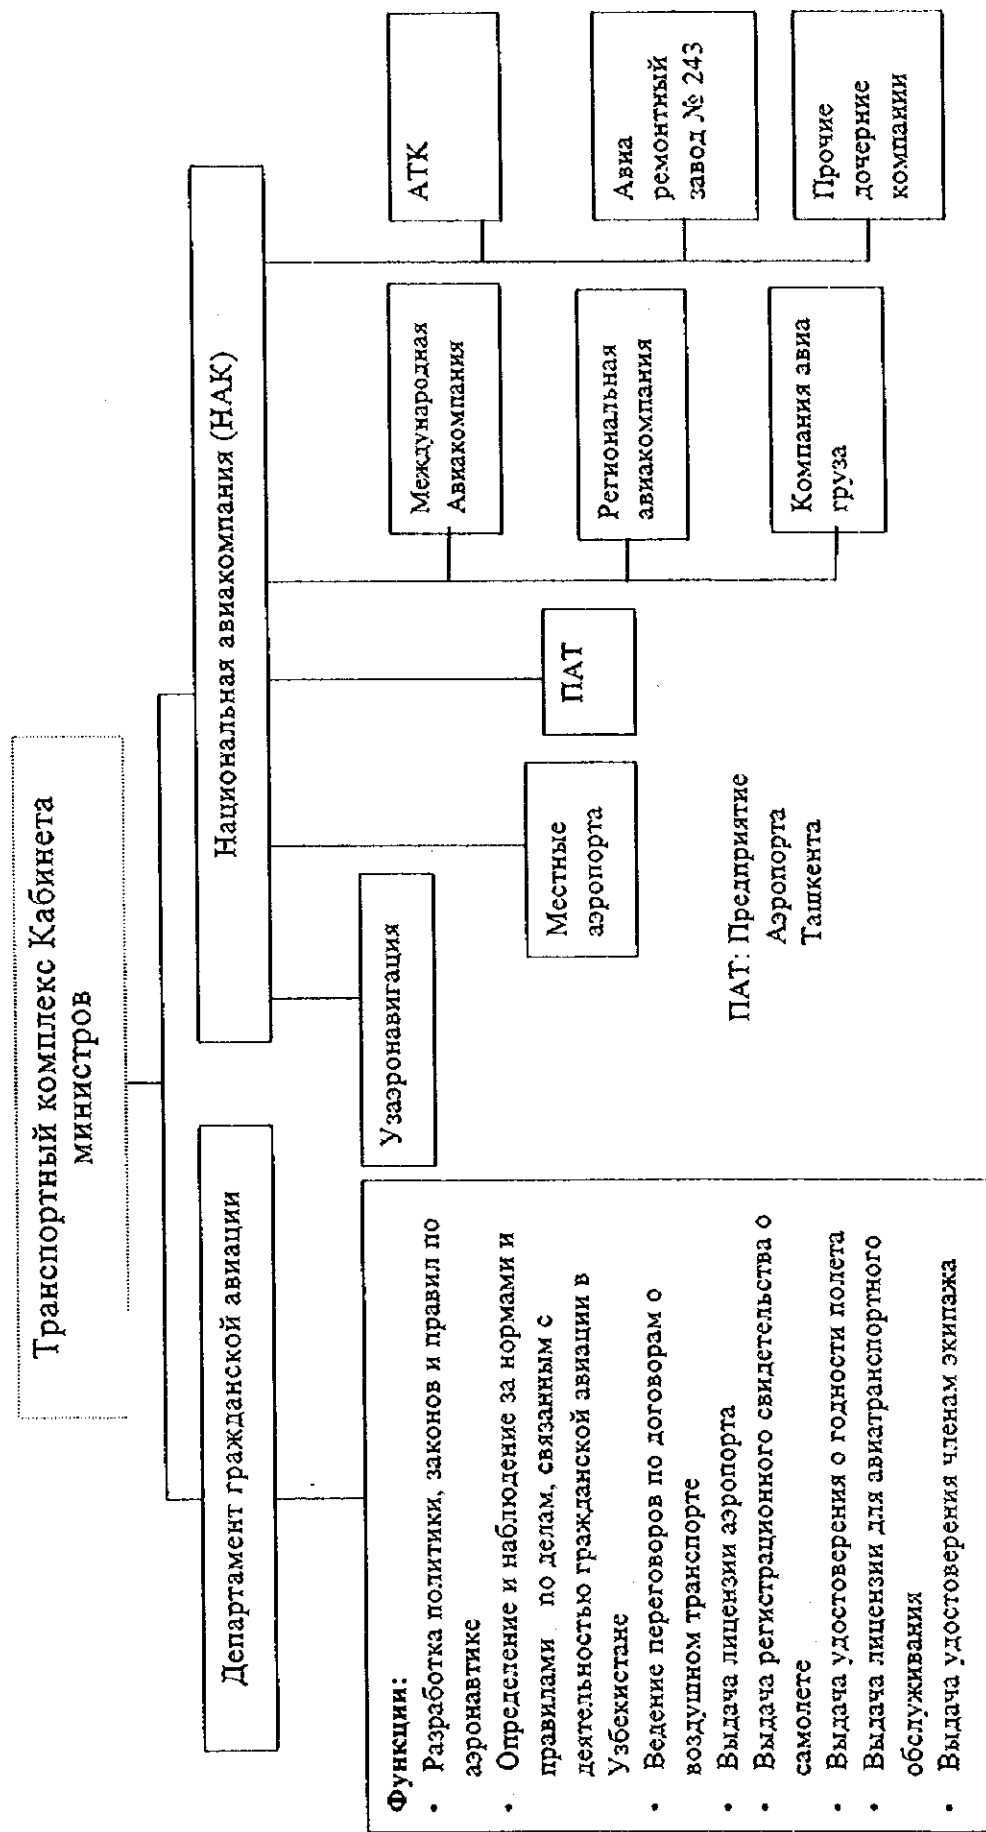 Транспортный комплекс Кабинета
министров
Департамент гражданской авиации
Национальная авиакомпания (НАК)
Функции:
• Разработка политики, законов и правил по
аэронавтике
• Определение и наблюдение за нормами и
правилами по делам, связанным с
деятельностью гражданской авиации в
Узбекистане
• Ведение переговоров по договорам о
воздушном транспорте
• Выдача лицензии аэропорта
• Выдача регистрационного свидетельства о
самолете
• Выдача удостоверения о годности полета
• Выдача лицензии для авиатранспортного
обслуживания
• Выдача удостоверения членам экипажа
Узаэронавигация
Местные
аэропорта
ПАТ
Международная
Авиакомпания
Региональная
авиакомпания
Компания авиа
груза
АТК
Авиа
ремонтный
завод № 243
Прочие
дочерние
компании
ПАТ: Предприятие
Аэропорта
Ташкента